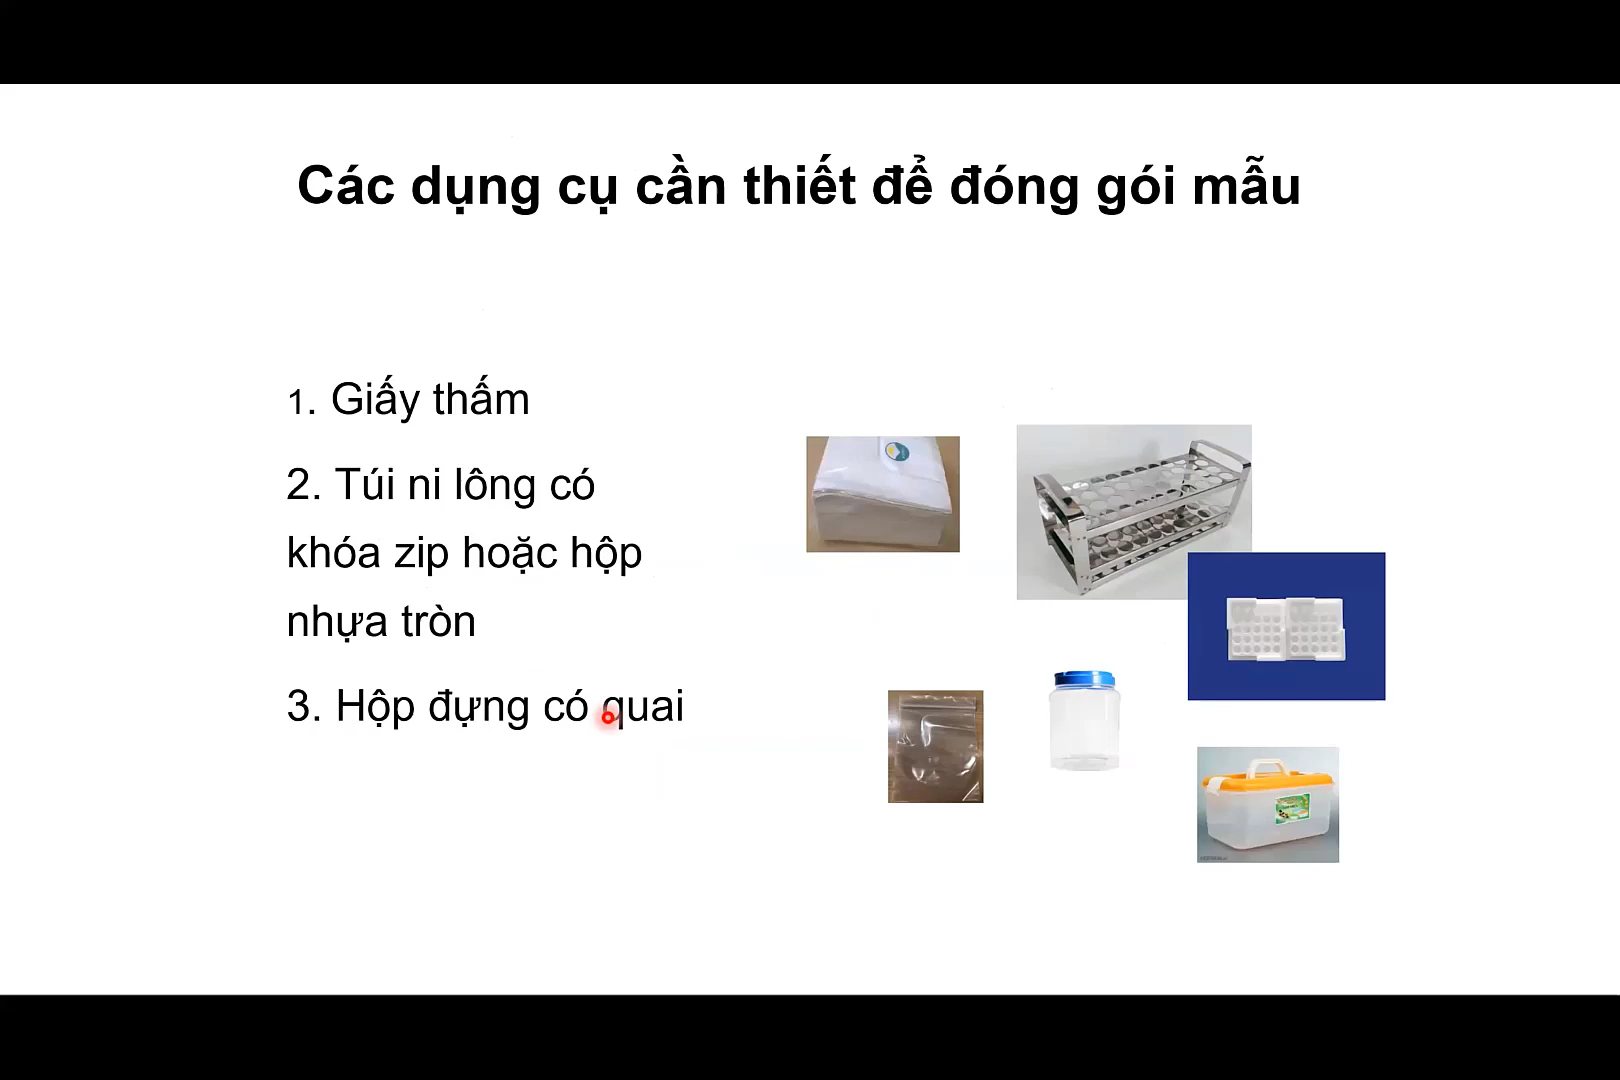 Các dụng cụ cần thiết để đóng gói mẫu
1. Giấy thấm
2. Túi ni lông có
khóa zip hoặc hộp
nhựa tròn
3. Hộp đựng có quai